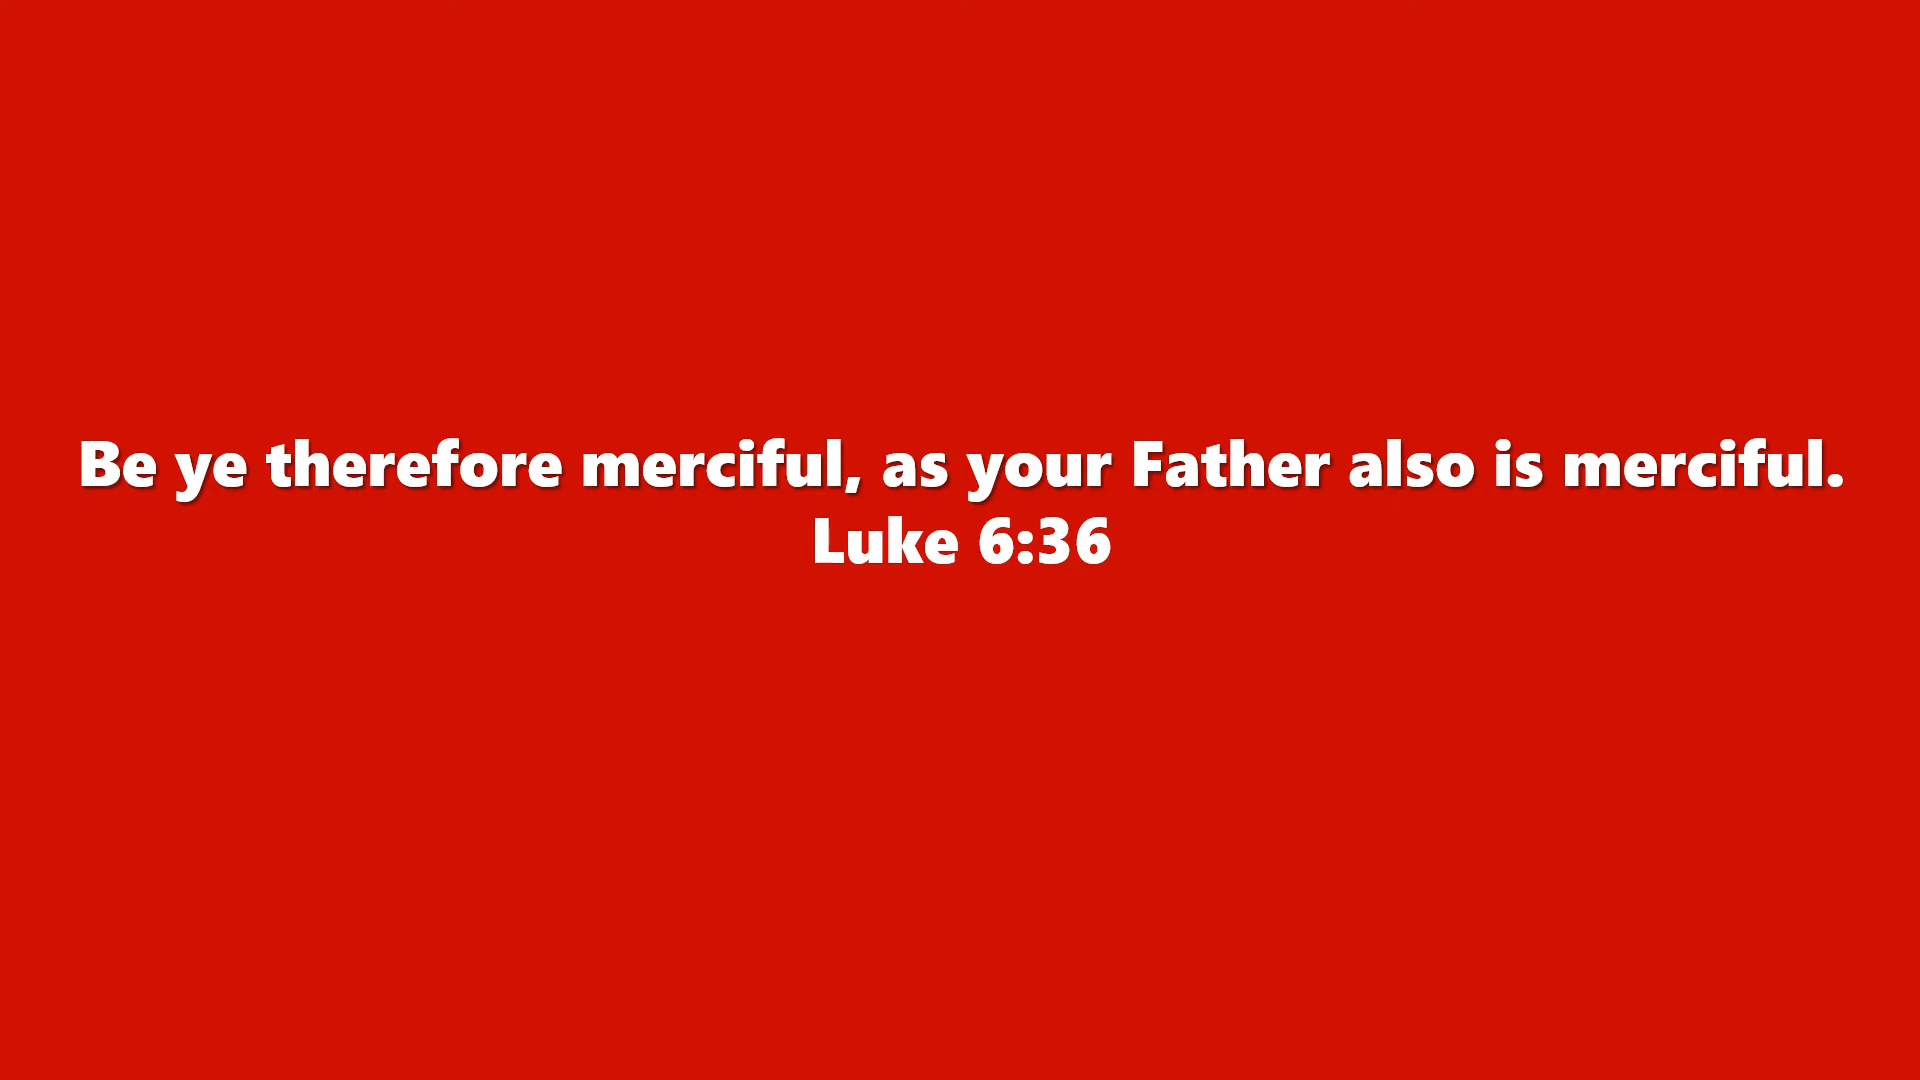 Be ye therefore merciful, as your Father also is merciful.
Luke 6:36